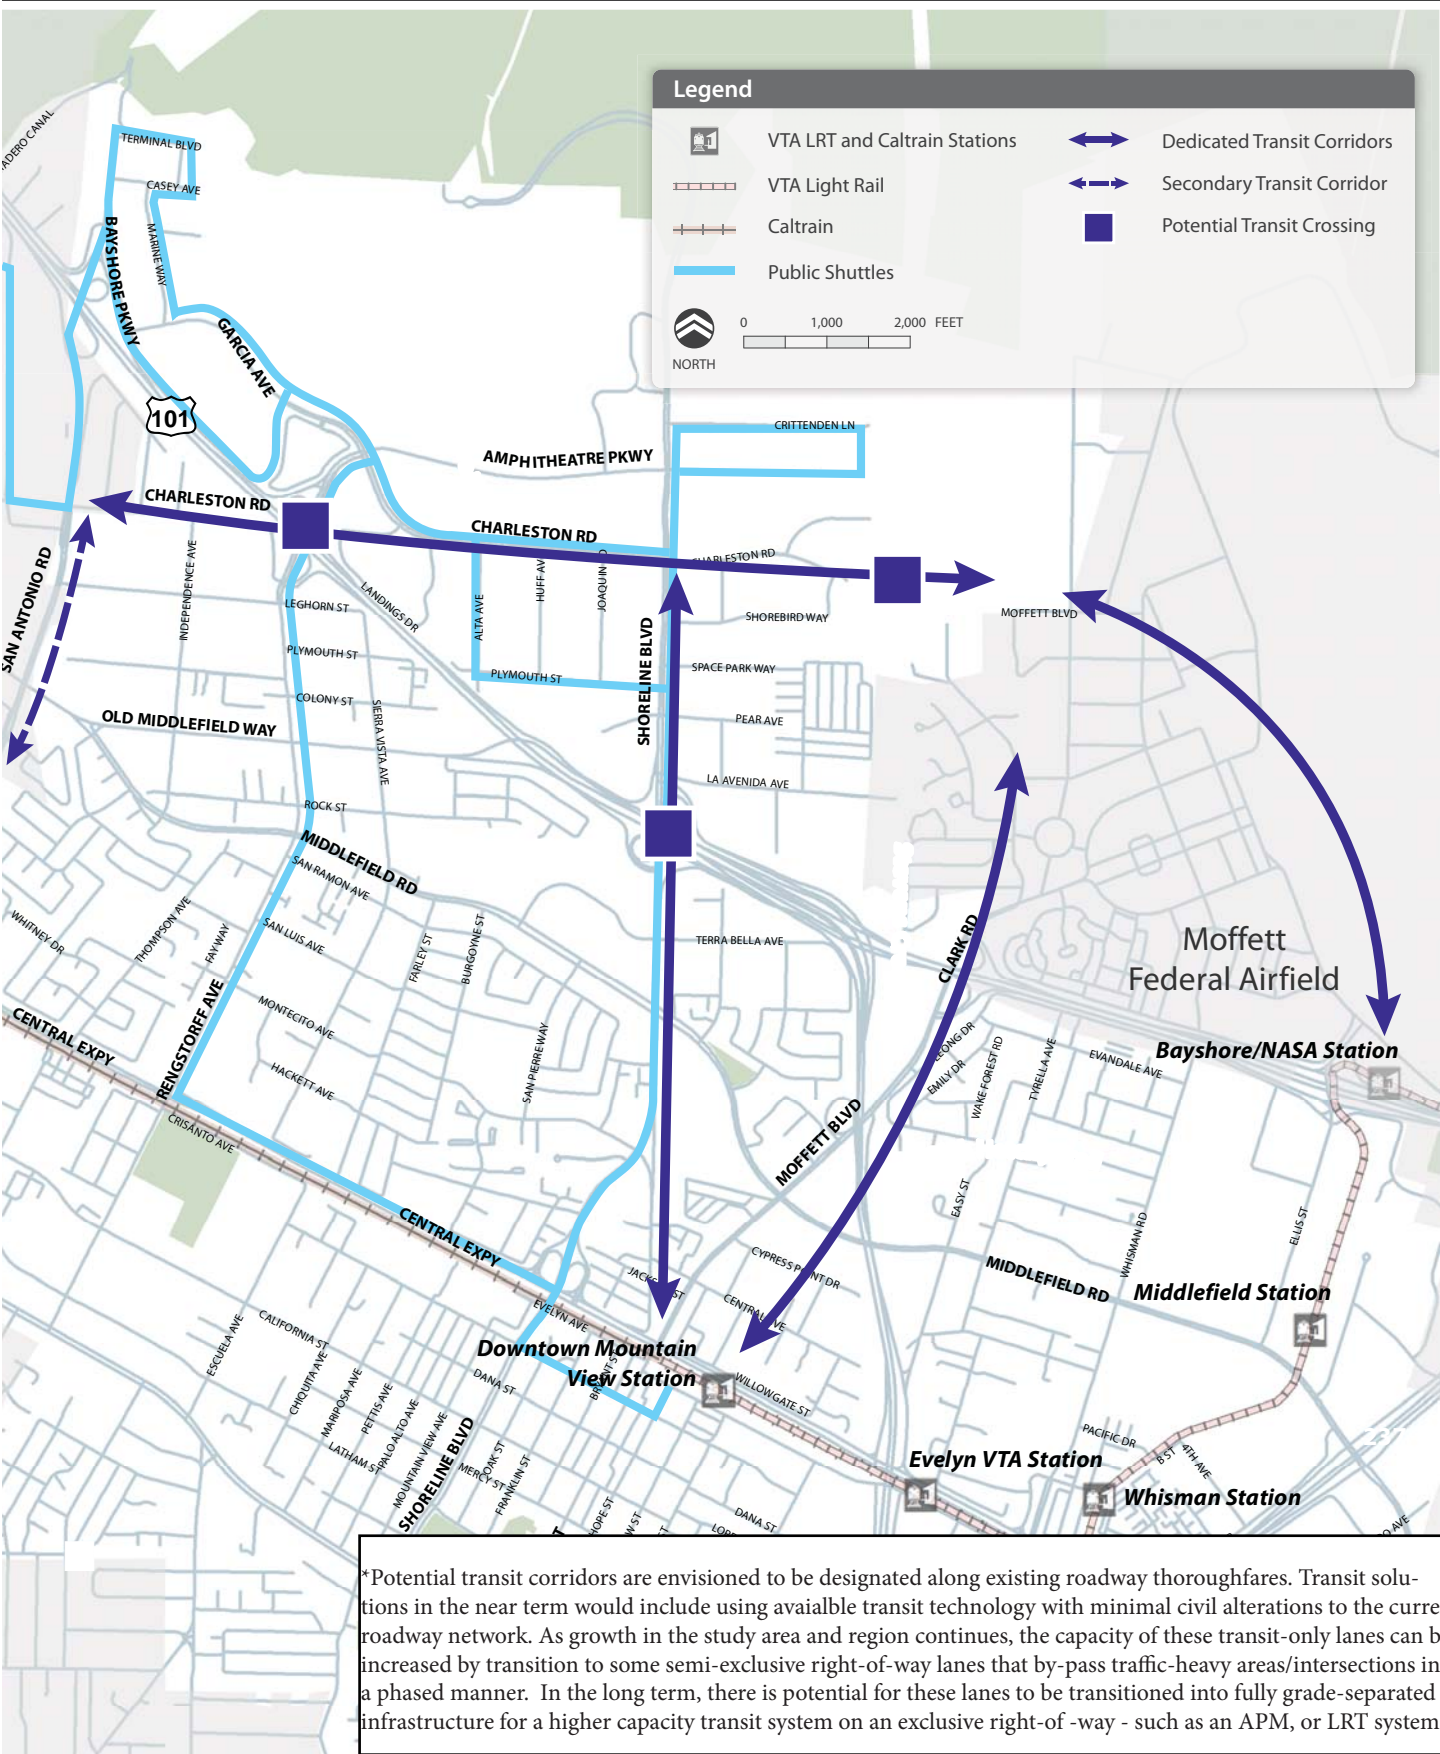 Legend
VTA LRT and Caltrain Stations
VTA Light Rail
Caltrain
Public Shuttles
Dedicated Transit Corridors
Secondary Transit Corridor
Potential Transit Crossing
NORTH
0 1,000 2,000 FEET
ADERO CANAL
TERMINAL BLVD
CASEY AVE
MARINE WAY
BAYSHORE PKWY
GARCIA AVE
101
CRITTENDEN LN
AMPHITHEATRE PKWY
CHARLESTON RD
CHARLESTON RD
CHARLESTON RD
SAN ANTONIO RD
INDEPENDENCE AVE
LEGHORN ST
LANDINGS DR
ALTA AVE
HUFF AV
JOAQUIN D
SHOREBIRD WAY
MOFFETT BLVD
PLYMOUTH ST
PLYMOUTH ST
SHORELINE BLVD
SPACE PARK WAY
COLONY ST
SIERRA VISTA AVE
OLD MIDDLEFIELD WAY
PEAR AVE
LA AVENIDA AVE
ROCK ST
MIDDLEFIELD RD
SAN RAMON AVE
WHITNEY DR
THOMPSON AVE
FAY WAY
SAN LUIS AVE
FARLEY ST
BURGOYNE ST
TERRA BELLA AVE
CLARK RD
Moffett
Federal Airfield
CENTRAL EXPY
RENGSTORFF AVE
MONTECITO AVE
HACKETT AVE
SAN PIERRE WAY
LEONG DR
EMILY DR
WAKE FOREST RD
TYRELLA AVE
EVANDALE AVE
Bayshore/NASA Station
CRISANTO AVE
MOFFETT BLVD
EASY ST
WHISMAN RD
ELLIS ST
CENTRAL EXPY
CYPRESS POINT DR
MIDDLEFIELD RD
Middlefield Station
JACKS ST
CENTRAL AVE
EVELYN AVE
ESCUELA AVE
CALIFORNIA ST
Downtown Mountain
View Station
CHIQUITA AVE
MARIPOSA AVE
PETTIS AVE
PALO ALTO AVE
DANA ST
WILLOWGATE ST
LATHAM ST
MOUNTAIN VIEW AVE
SHORELINE BLVD
MERCY ST
OAK ST
FRANKLIN ST
PACIFIC DR
B ST
4TH AVE
Evelyn VTA Station
Whisman Station
HOPE ST
W ST
ST
DANA ST
*Potential transit corridors are envisioned to be designated along existing roadway thoroughfares. Transit solu-
tions in the near term would include using avaialble transit technology with minimal civil alterations to the curre
roadway network. As growth in the study area and region continues, the capacity of these transit-only lanes can b
increased by transition to some semi-exclusive right-of-way lanes that by-pass traffic-heavy areas/intersections in
a phased manner. In the long term, there is potential for these lanes to be transitioned into fully grade-separated
infrastructure for a higher capacity transit system on an exclusive right-of -way - such as an APM, or LRT system